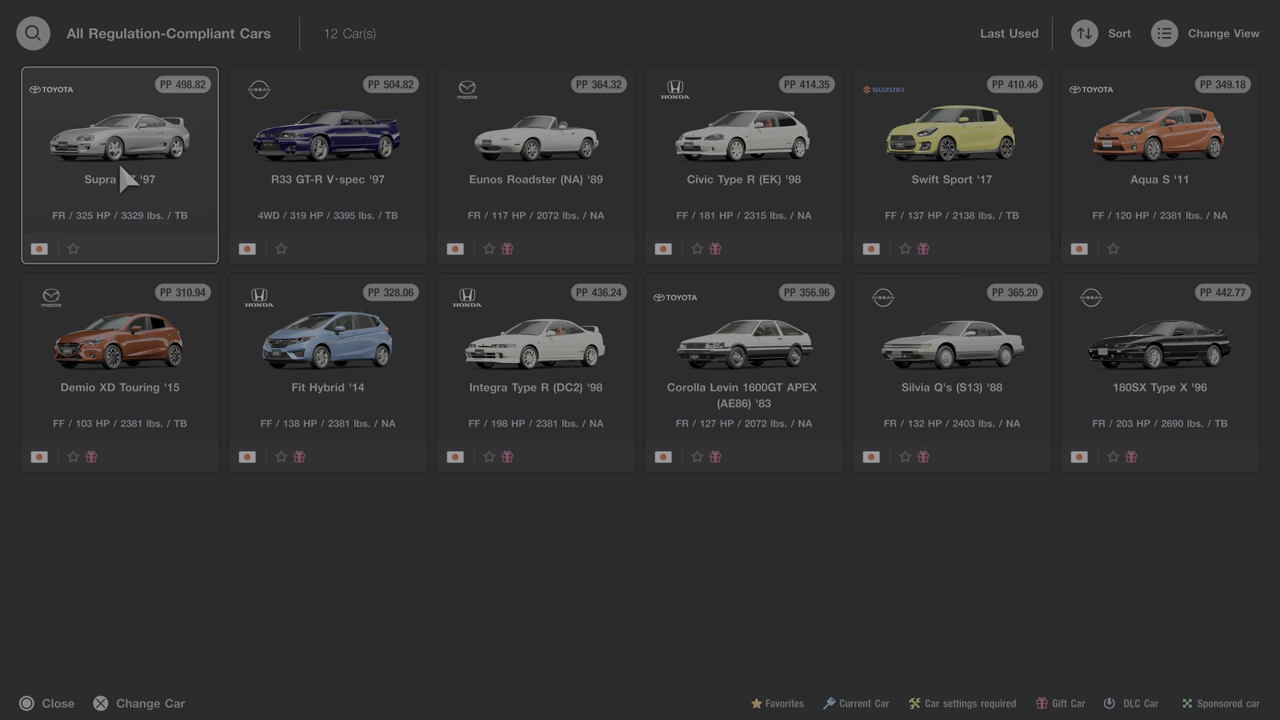 All Regulation-Compliant Cars
12 Car(s)
Last Used
Sort
Change View
TOYOTA
PP 498.82
Supra '97
FR / 325 HP / 3329 lbs. / TB
NISSAN
PP 504.82
R33 GT-R V·spec '97
4WD / 319 HP / 3395 lbs. / TB
mazda
PP 364.32
Eunos Roadster (NA) '89
FR / 117 HP / 2072 lbs. / NA
HONDA
PP 414.35
Civic Type R (EK) '98
FF / 181 HP / 2315 lbs. / NA
SUZUKI
PP 410.46
Swift Sport '17
FF / 137 HP / 2138 lbs. / TB
TOYOTA
PP 349.18
Aqua S '11
FF / 120 HP / 2381 lbs. / NA
mazda
PP 310.94
Demio XD Touring '15
FF / 103 HP / 2381 lbs. / TB
HONDA
PP 328.06
Fit Hybrid '14
FF / 138 HP / 2381 lbs. / NA
HONDA
PP 436.24
Integra Type R (DC2) '98
FF / 198 HP / 2381 lbs. / NA
TOYOTA
PP 356.96
Corolla Levin 1600GT APEX
(AE86) '83
FR / 127 HP / 2072 lbs. / NA
NISSAN
PP 365.20
Silvia Q's (S13) '88
FR / 132 HP / 2403 lbs. / NA
NISSAN
PP 442.77
180SX Type X '96
FR / 203 HP / 2690 lbs. / TB
Close
Change Car
Favorites
Current Car
Car settings required
Gift Car
DLC Car
Sponsored car